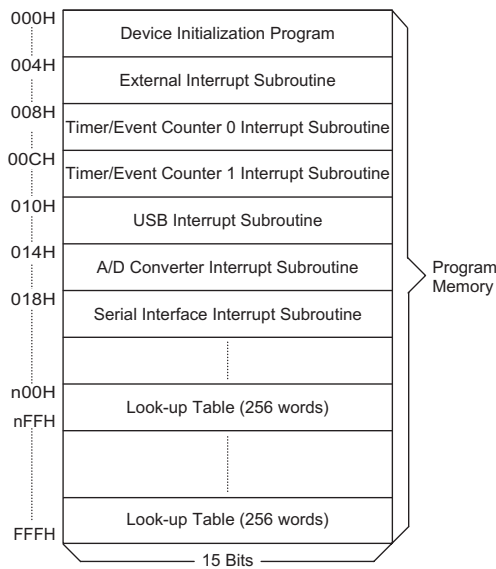 000H
Device Initialization Program
004H
External Interrupt Subroutine
008H
Timer/Event Counter 0 Interrupt Subroutine
00CH
Timer/Event Counter 1 Interrupt Subroutine
010H
USB Interrupt Subroutine
014H
A/D Converter Interrupt Subroutine
018H
Serial Interface Interrupt Subroutine
Program
Memory
n00H
Look-up Table (256 words)
nFFH
Look-up Table (256 words)
FFFH
15 Bits